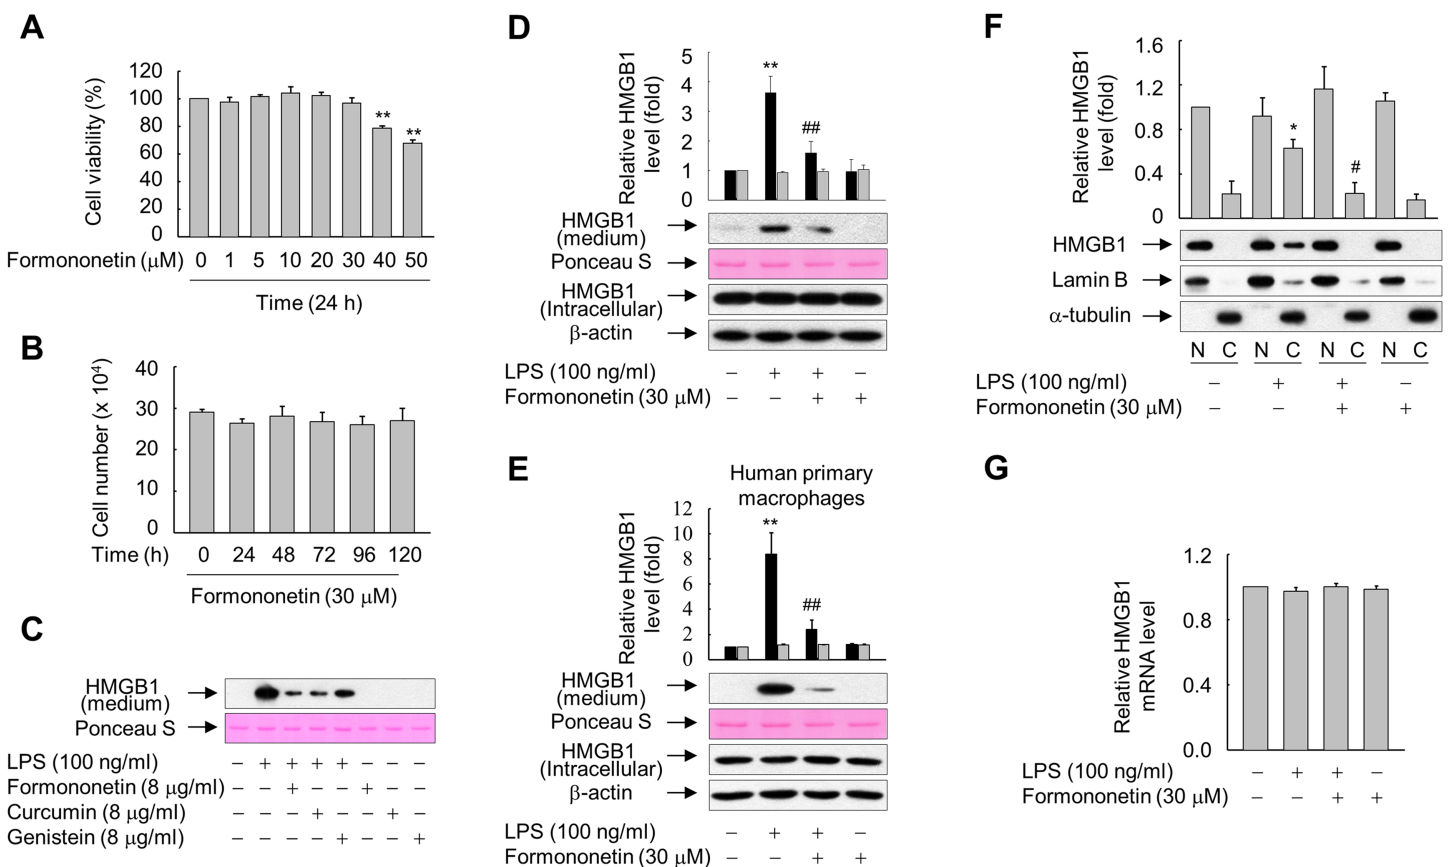 A
Cell viability (%)
120
100
80
60
40
20
0
** **
Formononetin (μM) 0 1 5 10 20 30 40 50
Time (24 h)
B
Cell number (x 10⁴)
40
30
20
10
0
Time (h) 0 24 48 72 96 120
Formononetin (30 μM)
C
HMGB1
(medium)
Ponceau S
LPS (100 ng/ml) − + + + + − − −
Formononetin (8 μg/ml) − − + − − + − −
Curcumin (8 μg/ml) − − − + − − + −
Genistein (8 μg/ml) − − − − + − − +
D
Relative HMGB1
level (fold)
5
4
3
2
1
0
**
##
HMGB1
(medium)
Ponceau S
HMGB1
(Intracellular)
β-actin
LPS (100 ng/ml) − + + −
Formononetin (30 μM) − − + +
E
Human primary
macrophages
Relative HMGB1
level (fold)
12
10
8
6
4
2
0
**
##
HMGB1
(medium)
Ponceau S
HMGB1
(Intracellular)
β-actin
LPS (100 ng/ml) − + + −
Formononetin (30 μM) − − + +
F
Relative HMGB1
level (fold)
1.6
1.2
0.8
0.4
0
*
#
HMGB1
Lamin B
α-tubulin
N C N C N C N C
LPS (100 ng/ml) − + + −
Formononetin (30 μM) − − + +
G
Relative HMGB1
mRNA level
1.2
0.8
0.4
0.0
LPS (100 ng/ml) − + + −
Formononetin (30 μM) − − + +